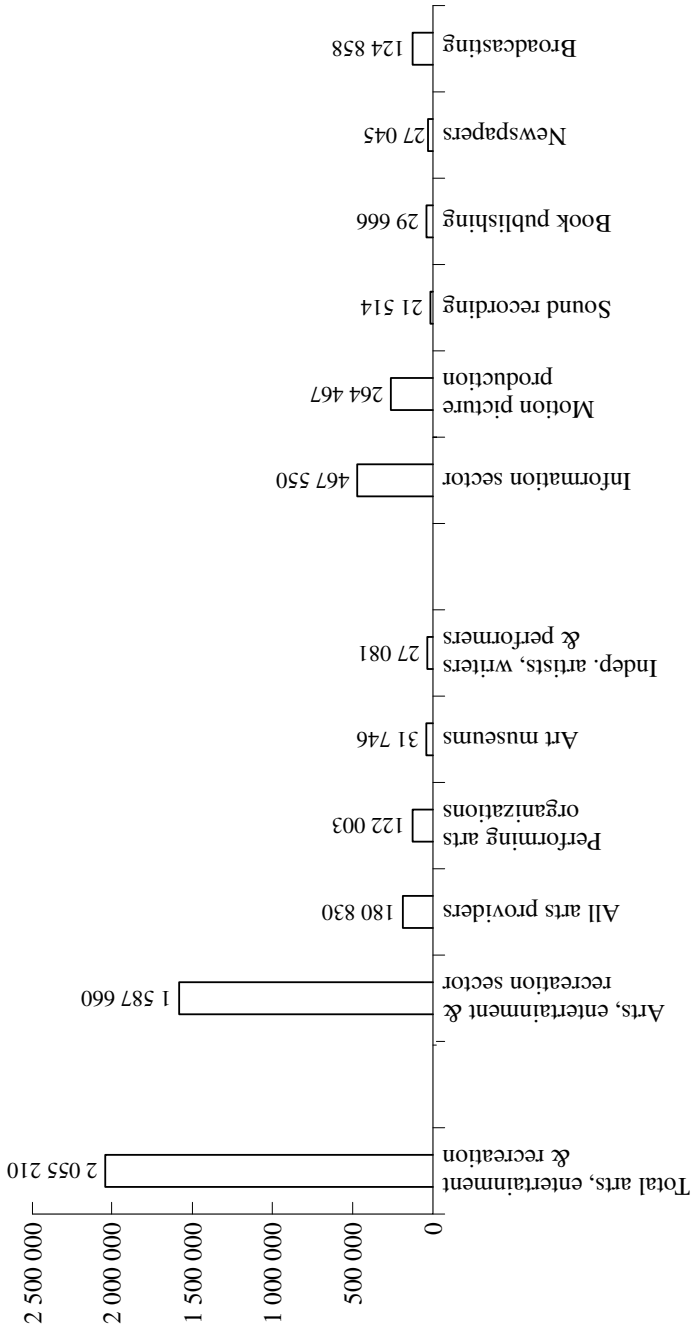 0
500 000
1 000 000
1 500 000
2 000 000
2 500 000
Total arts, entertainment
& recreation
2 055 210
Arts, entertainment &
recreation sector
1 587 660
All arts providers
180 830
Performing arts
organizations
122 003
Art museums
31 746
Indep. artists, writers
& performers
27 081
Information sector
467 550
Motion picture
production
264 467
Sound recording
21 514
Book publishing
29 666
Newspapers
27 045
Broadcasting
124 858